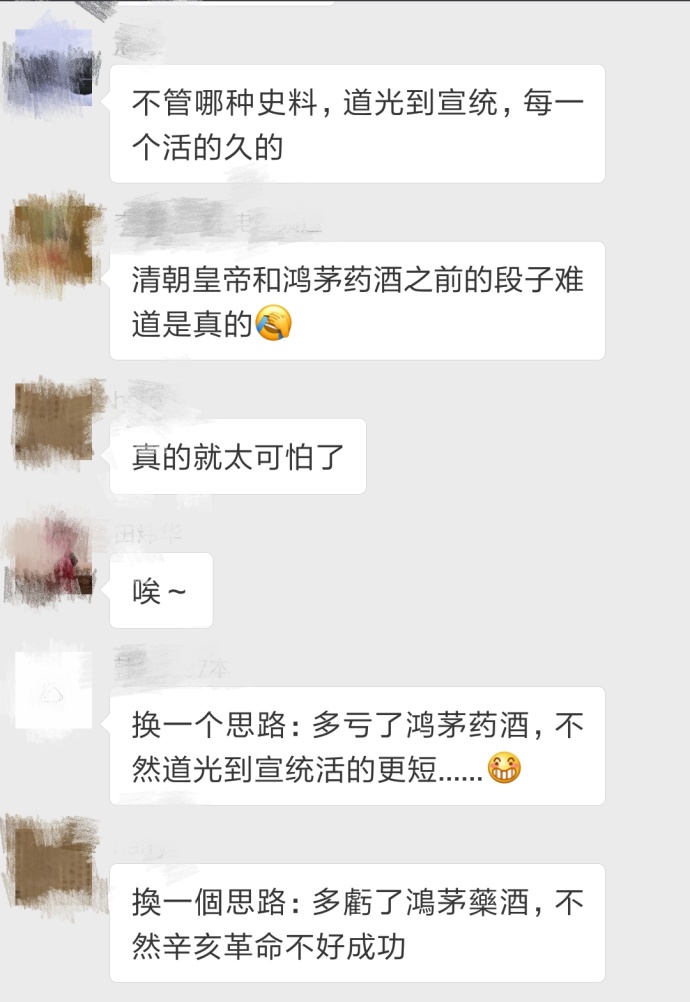 不管哪种史料，道光到宣统，每一
个活的久的
清朝皇帝和鸿茅药酒之前的段子难
道是真的🤦
真的就太可怕了
唉~
换一个思路：多亏了鸿茅药酒，不
然道光到宣统活的更短......😁
換一個思路：多虧了鴻茅藥酒，不
然辛亥革命不好成功